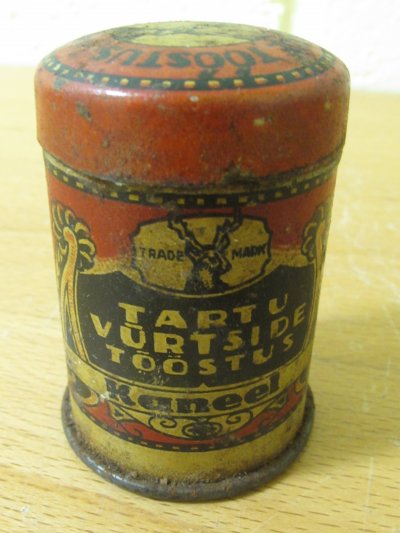 TÖÖSTUS
TRADE MARK
TARTU
VÜRTSIDE
TÖÖSTUS
Kaneel